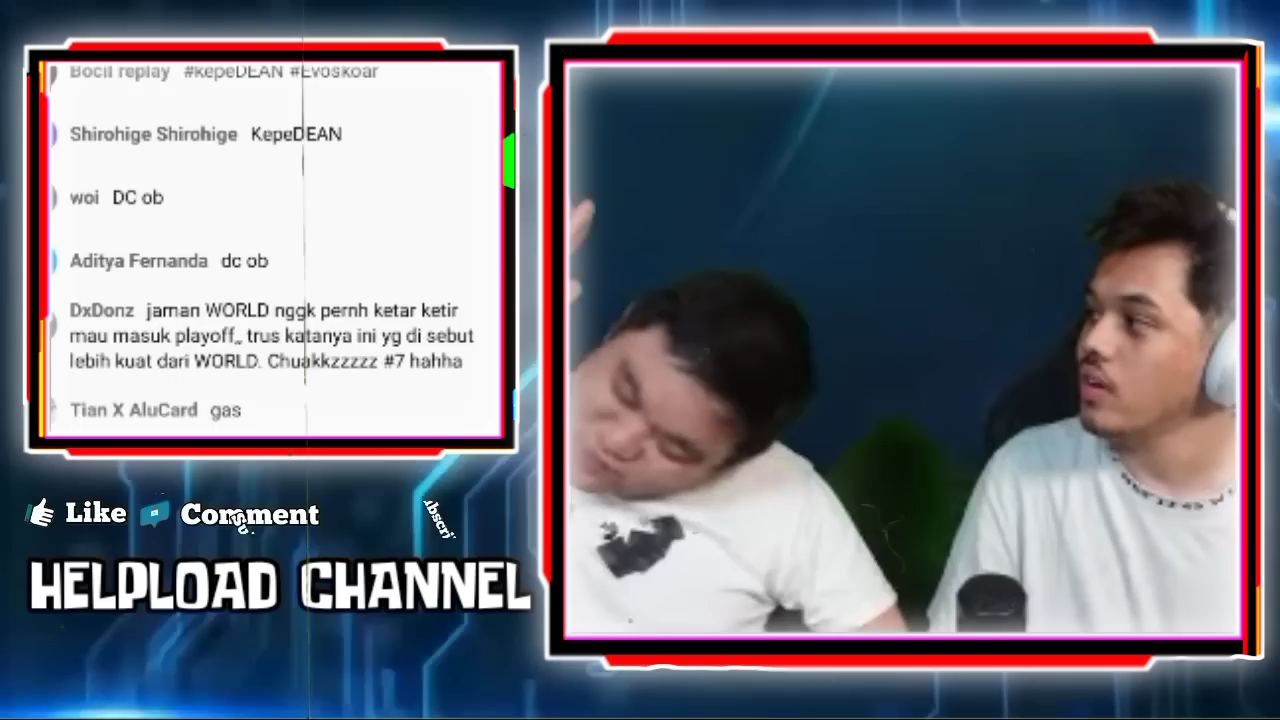 Bocil replay #kepeDEAN #Evoskoar
Shirohige Shirohige KepeDEAN
woi DC ob
Aditya Fernanda dc ob
DxDonz jaman WORLD nggk pernh ketar ketir
mau masuk playoff,, trus katanya ini yg di sebut
lebih kuat dari WORLD. Chuakkzzzzz #7 hahha
Tian X AluCard gas
Like Comment
HELPLOAD CHANNEL